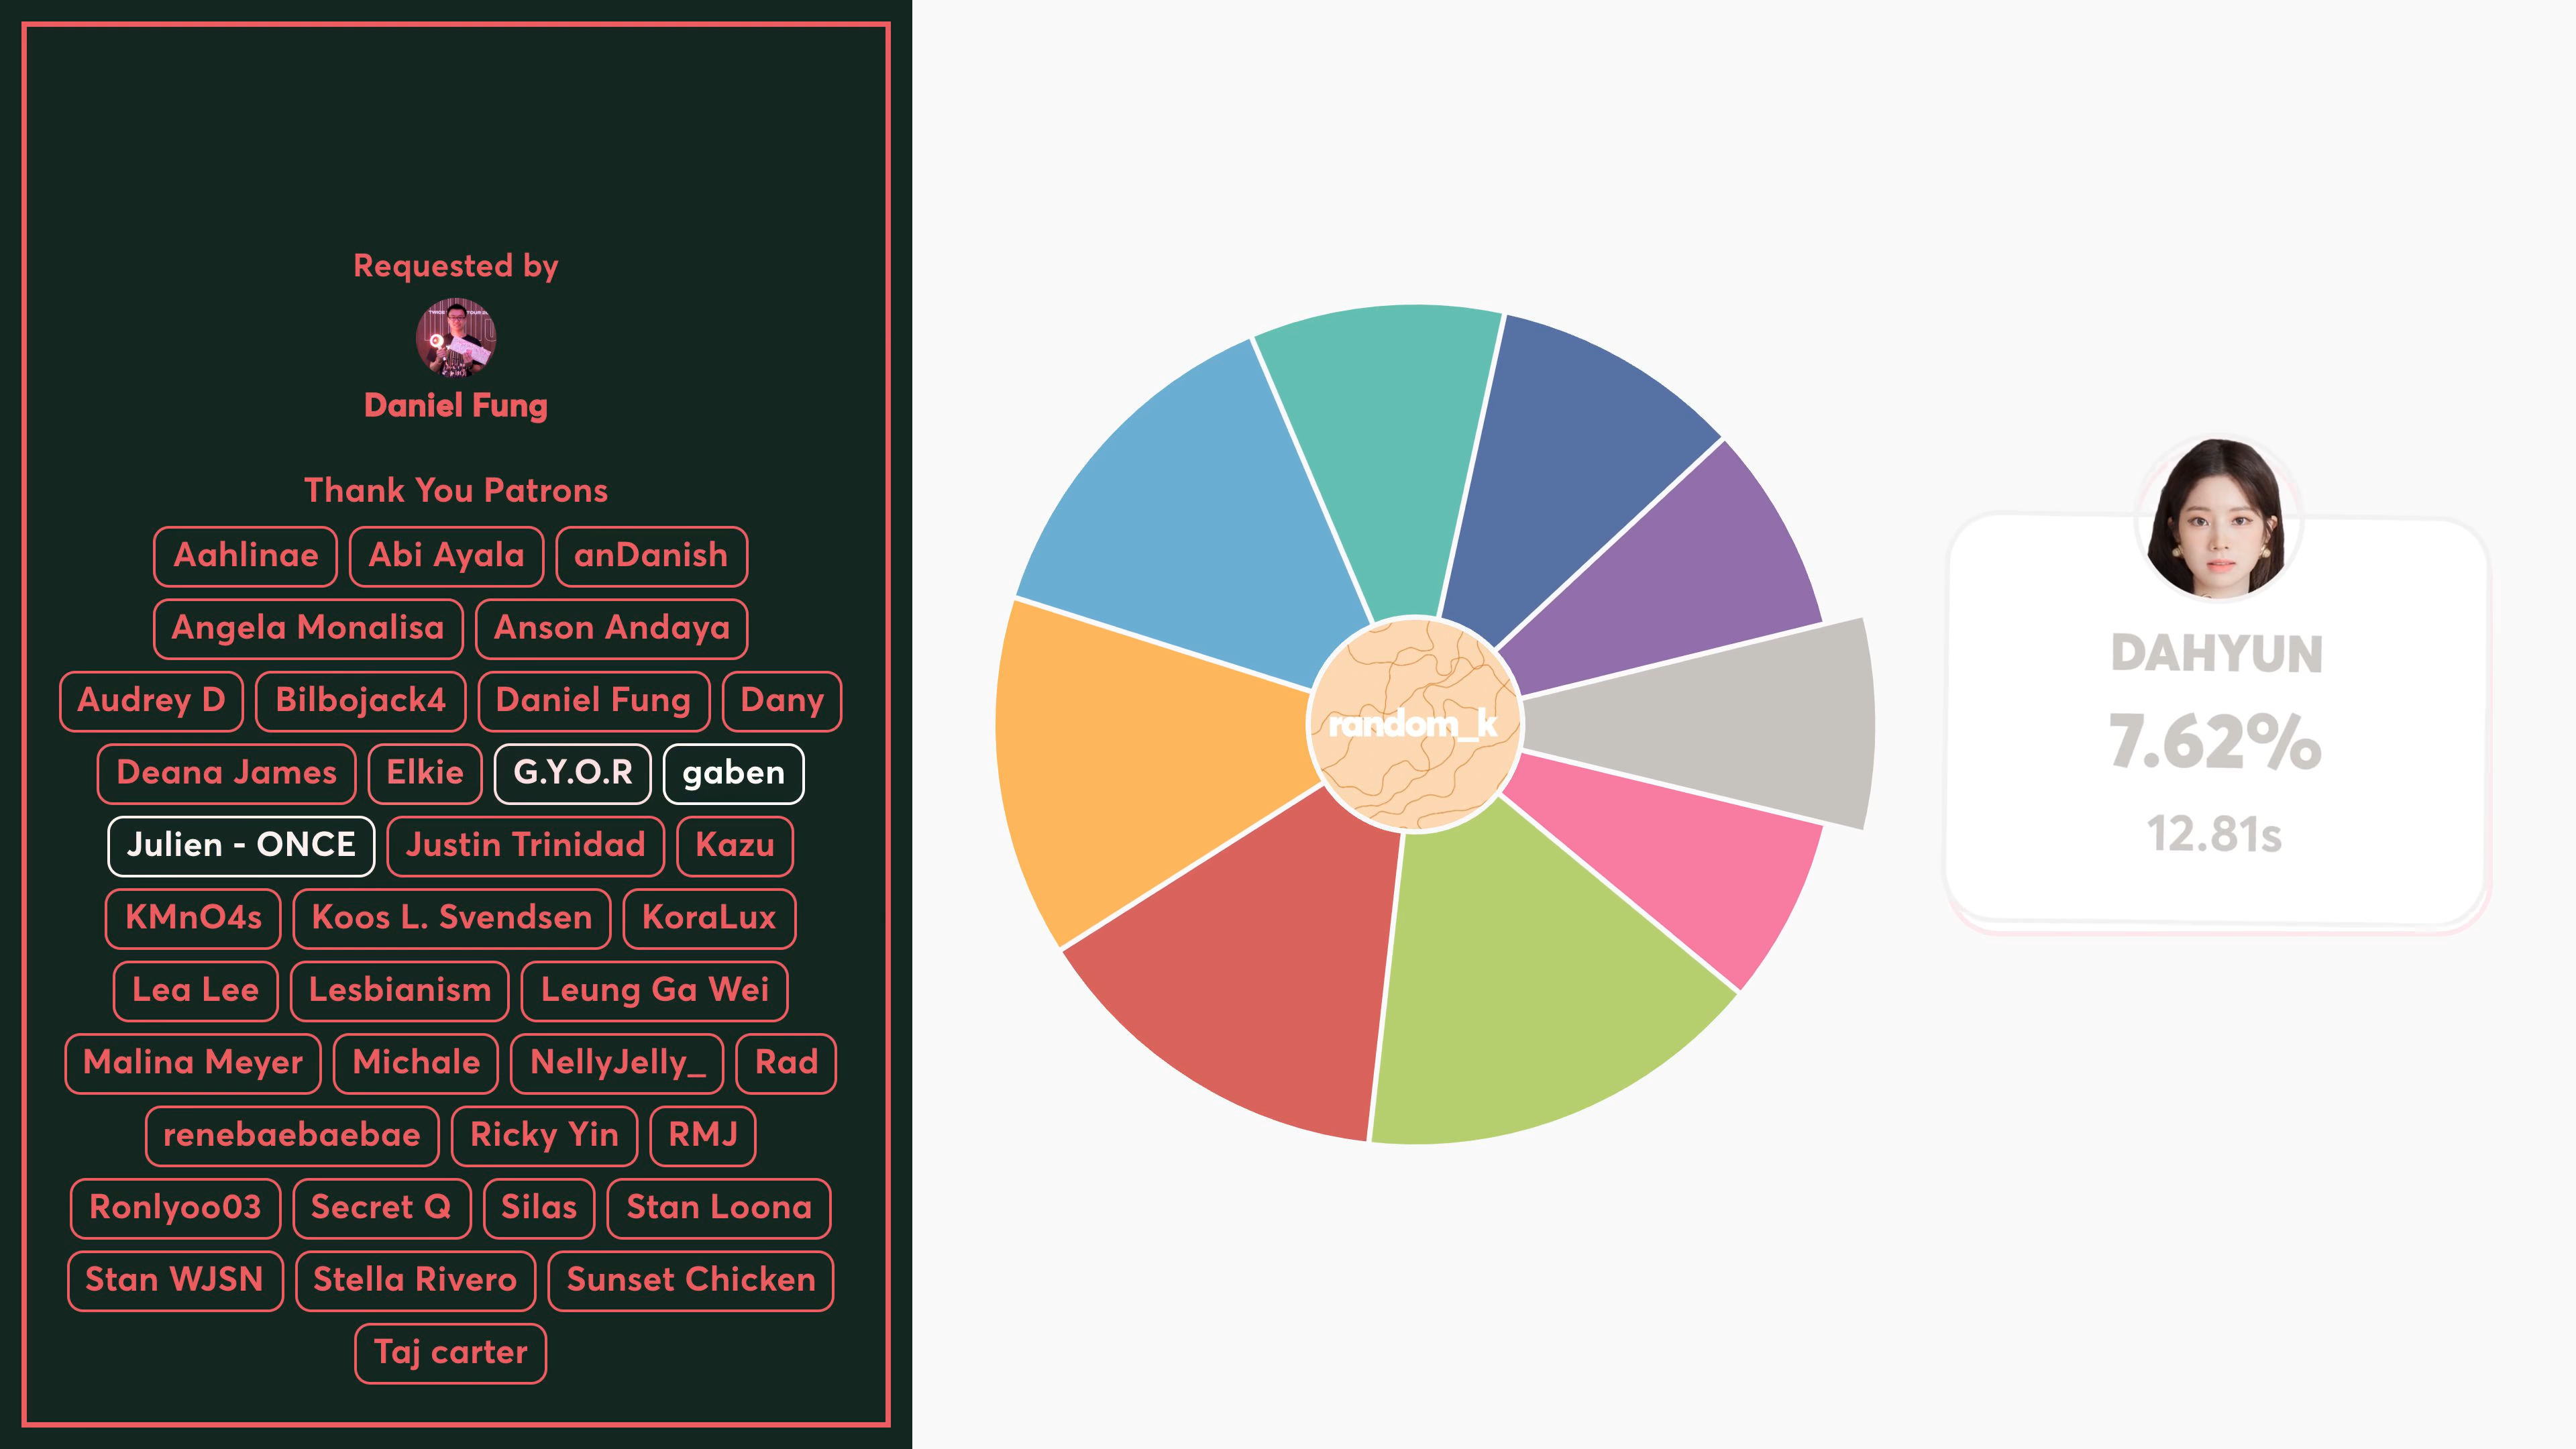 Requested by
Daniel Fung
Thank You Patrons
Aahlinae Abi Ayala anDanish
Angela Monalisa Anson Andaya
Audrey D Bilbojack4 Daniel Fung Dany
Deana James Elkie G.Y.O.R gaben
Julien - ONCE Justin Trinidad Kazu
KMnO4s Koos L. Svendsen KoraLux
Lea Lee Lesbianism Leung Ga Wei
Malina Meyer Michale NellyJelly_ Rad
renebaebaebae Ricky Yin RMJ
Ronlyoo03 Secret Q Silas Stan Loona
Stan WJSN Stella Rivero Sunset Chicken
Taj carter
random_k
DAHYUN
7.62%
12.81s